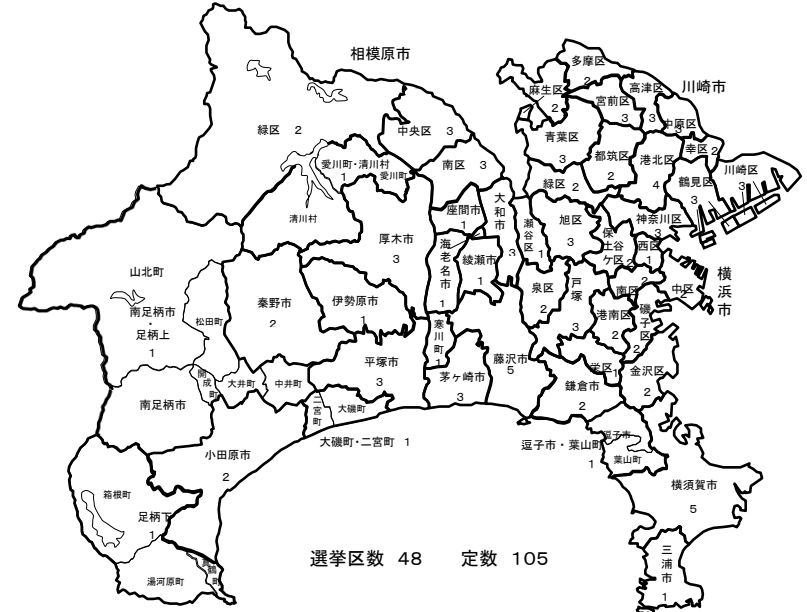 相模原市
多摩区
2
川崎市
麻生区
2
高津区
3
宮前区
3
中原区
3
緑区 2
中央区 3
青葉区
3
幸区 2
都筑区
2
港北区
4
川崎区
3
愛川町・清川村
1
愛川町
南区 3
鶴見区
3
緑区 2
清川村
座間市
1
大和市
3
瀬谷区
1
旭区
3
神奈川区
3
保土谷ケ区
2
西区
1
厚木市
3
海老名市
1
綾瀬市
1
山北町
横浜市
泉区
2
戸塚
3
南区
2
中区
2
南足柄市・足柄上
1
松田町
秦野市
2
伊勢原市
1
寒川町
1
港南区
2
磯子区
2
藤沢市
5
平塚市
3
茅ヶ崎市
3
栄区
1
金沢区
2
開成町
大井町
中井町
鎌倉市
2
南足柄市
二宮町
大磯町
逗子市
小田原市
2
大磯町・二宮町 1
逗子市・葉山町
1
葉山町
横須賀市
5
箱根町
足柄下
1
選挙区数 48 定数 105
三浦市
1
湯河原町
真鶴町